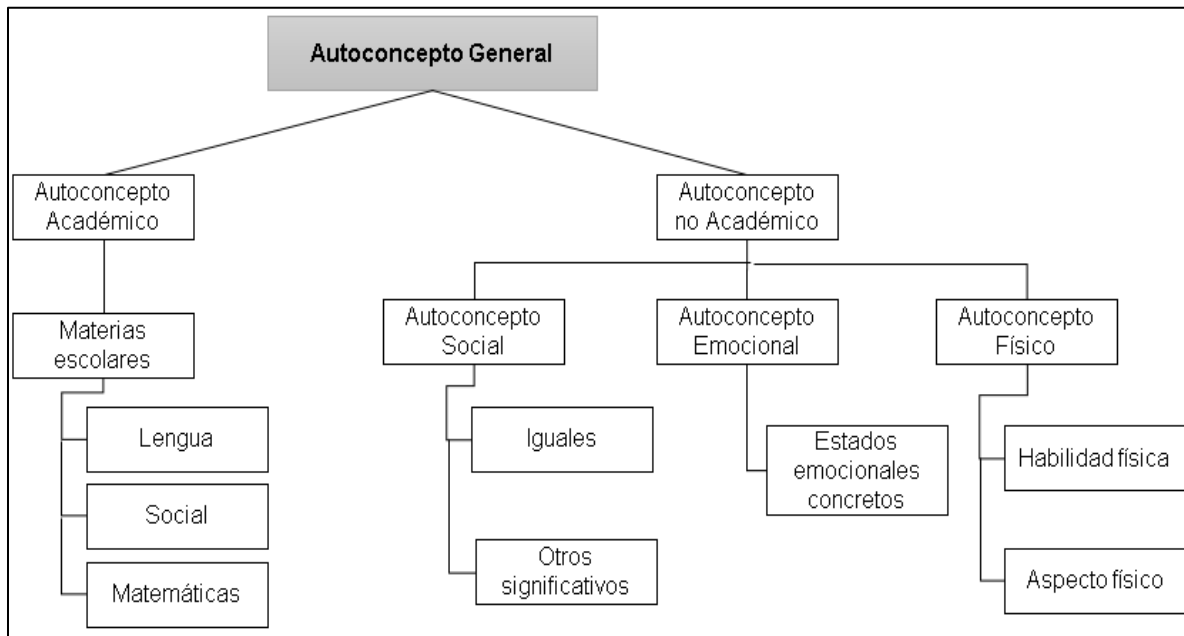 Autoconcepto General
Autoconcepto
Académico
Autoconcepto
no Académico
Materias
escolares
Autoconcepto
Social
Autoconcepto
Emocional
Autoconcepto
Físico
Lengua
Social
Matemáticas
Iguales
Otros
significativos
Estados
emocionales
concretos
Habilidad física
Aspecto físico